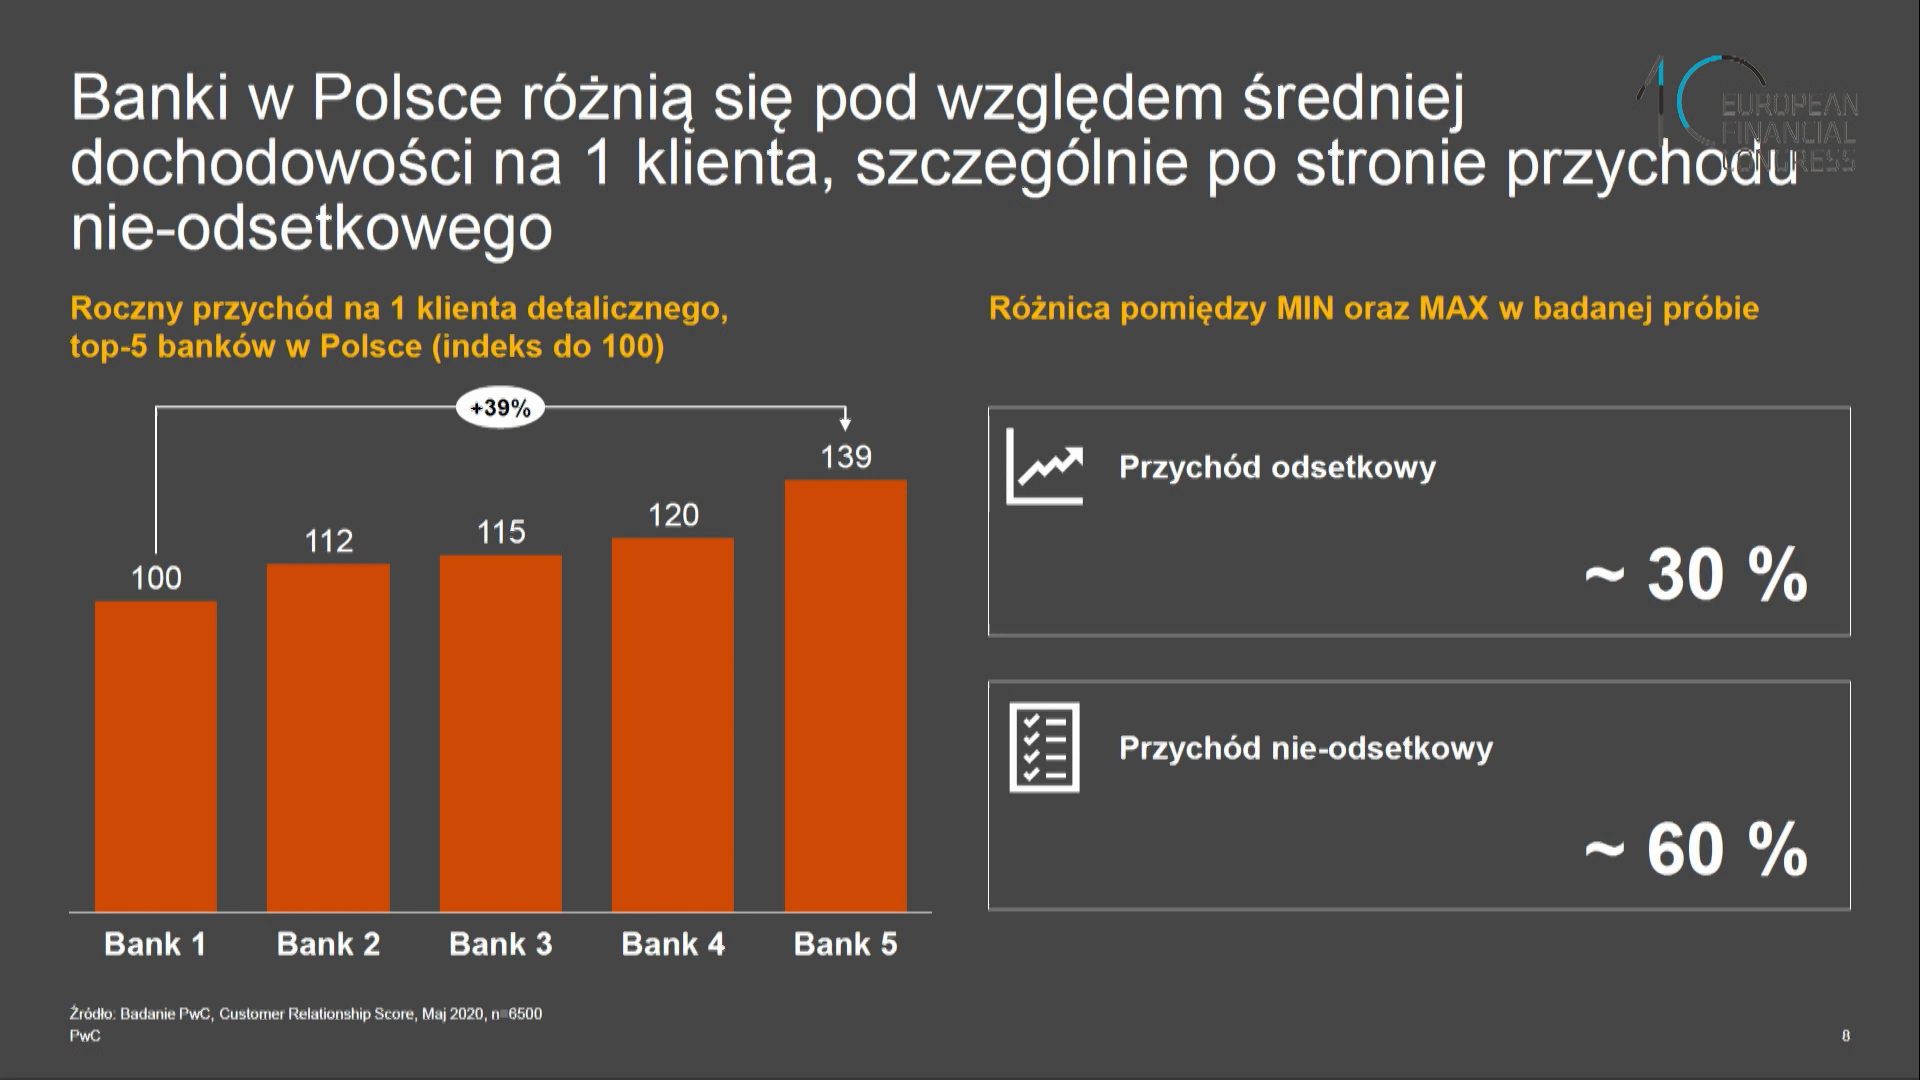 Banki w Polsce różnią się pod względem średniej
dochodowości na 1 klienta, szczególnie po stronie przychodu
nie-odsetkowego
EUROPEAN
FINANCIAL
CONGRESS
Roczny przychód na 1 klienta detalicznego,
top-5 banków w Polsce (indeks do 100)
+39%
100
112
115
120
139
Bank 1
Bank 2
Bank 3
Bank 4
Bank 5
Różnica pomiędzy MIN oraz MAX w badanej próbie
Przychód odsetkowy
~ 30 %
Przychód nie-odsetkowy
~ 60 %
Źródło: Badanie PwC, Customer Relationship Score, Maj 2020, n=6500
PwC
8